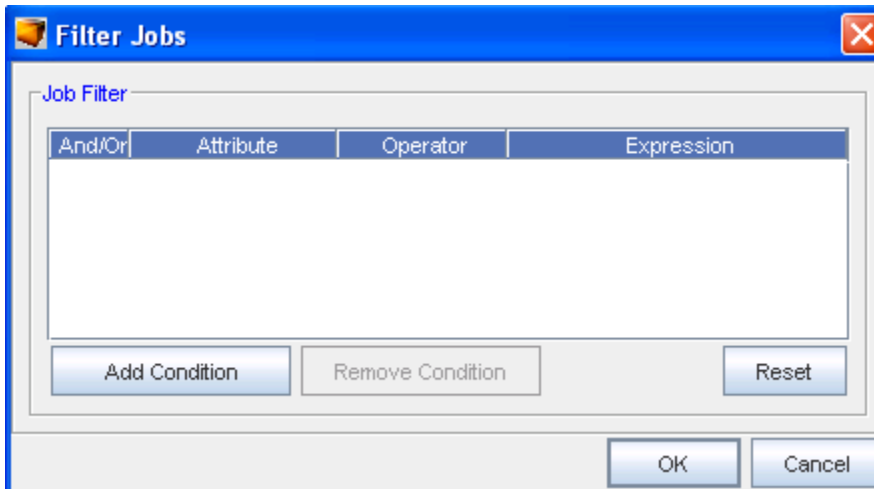 Filter Jobs
Job Filter
And/Or Attribute Operator Expression
Add Condition Remove Condition Reset
OK Cancel